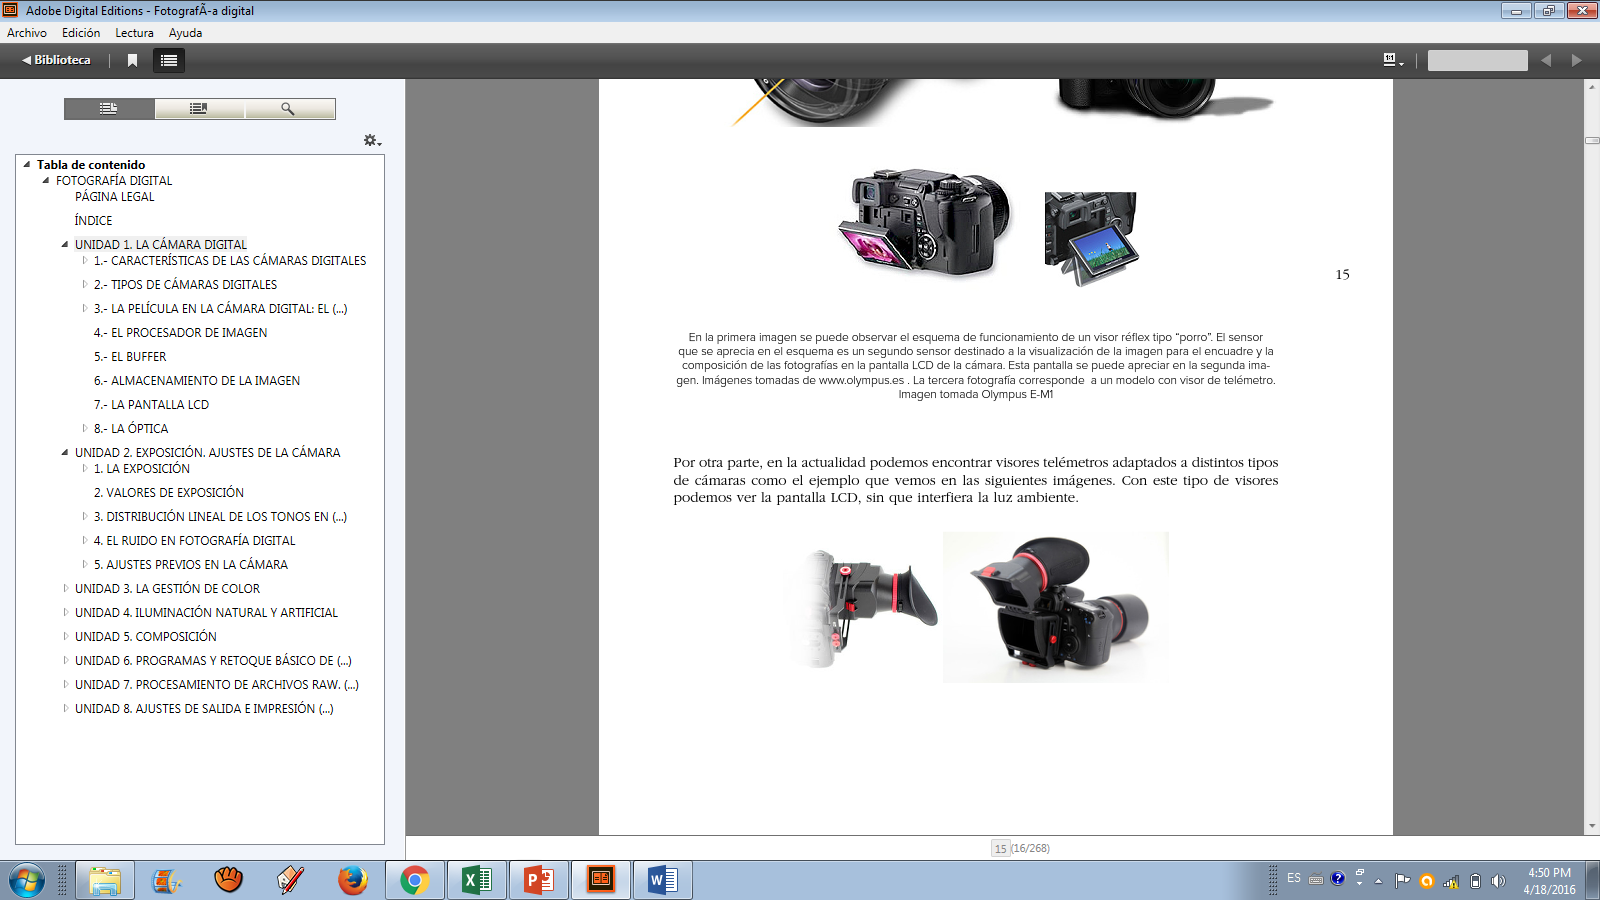 Adobe Digital Editions - FotografÃ-a digital
Archivo Edición Lectura Ayuda
Biblioteca
Tabla de contenido
FOTOGRAFÍA DIGITAL
PÁGINA LEGAL
ÍNDICE
UNIDAD 1. LA CÁMARA DIGITAL
1.- CARACTERÍSTICAS DE LAS CÁMARAS DIGITALES
2.- TIPOS DE CÁMARAS DIGITALES
3.- LA PELÍCULA EN LA CÁMARA DIGITAL: EL (...)
4.- EL PROCESADOR DE IMAGEN
5.- EL BUFFER
6.- ALMACENAMIENTO DE LA IMAGEN
7.- LA PANTALLA LCD
8.- LA ÓPTICA
UNIDAD 2. EXPOSICIÓN. AJUSTES DE LA CÁMARA
1. LA EXPOSICIÓN
2. VALORES DE EXPOSICIÓN
3. DISTRIBUCIÓN LINEAL DE LOS TONOS EN (...)
4. EL RUIDO EN FOTOGRAFÍA DIGITAL
5. AJUSTES PREVIOS EN LA CÁMARA
UNIDAD 3. LA GESTIÓN DE COLOR
UNIDAD 4. ILUMINACIÓN NATURAL Y ARTIFICIAL
UNIDAD 5. COMPOSICIÓN
UNIDAD 6. PROGRAMAS Y RETOQUE BÁSICO DE (...)
UNIDAD 7. PROCESAMIENTO DE ARCHIVOS RAW. (...)
UNIDAD 8. AJUSTES DE SALIDA E IMPRESIÓN (...)
15
En la primera imagen se puede observar el esquema de funcionamiento de un visor réflex tipo “porro”. El sensor
que se aprecia en el esquema es un segundo sensor destinado a la visualización de la imagen para el encuadre y la
composición de las fotografías en la pantalla LCD de la cámara. Esta pantalla se puede apreciar en la segunda ima-
gen. Imágenes tomadas de www.olympus.es . La tercera fotografía corresponde a un modelo con visor de telémetro.
Imagen tomada Olympus E-M1
Por otra parte, en la actualidad podemos encontrar visores telémetros adaptados a distintos tipos
de cámaras como el ejemplo que vemos en las siguientes imágenes. Con este tipo de visores
podemos ver la pantalla LCD, sin que interfiera la luz ambiente.
15 (16/268)
ES
4:50 PM
4/18/2016